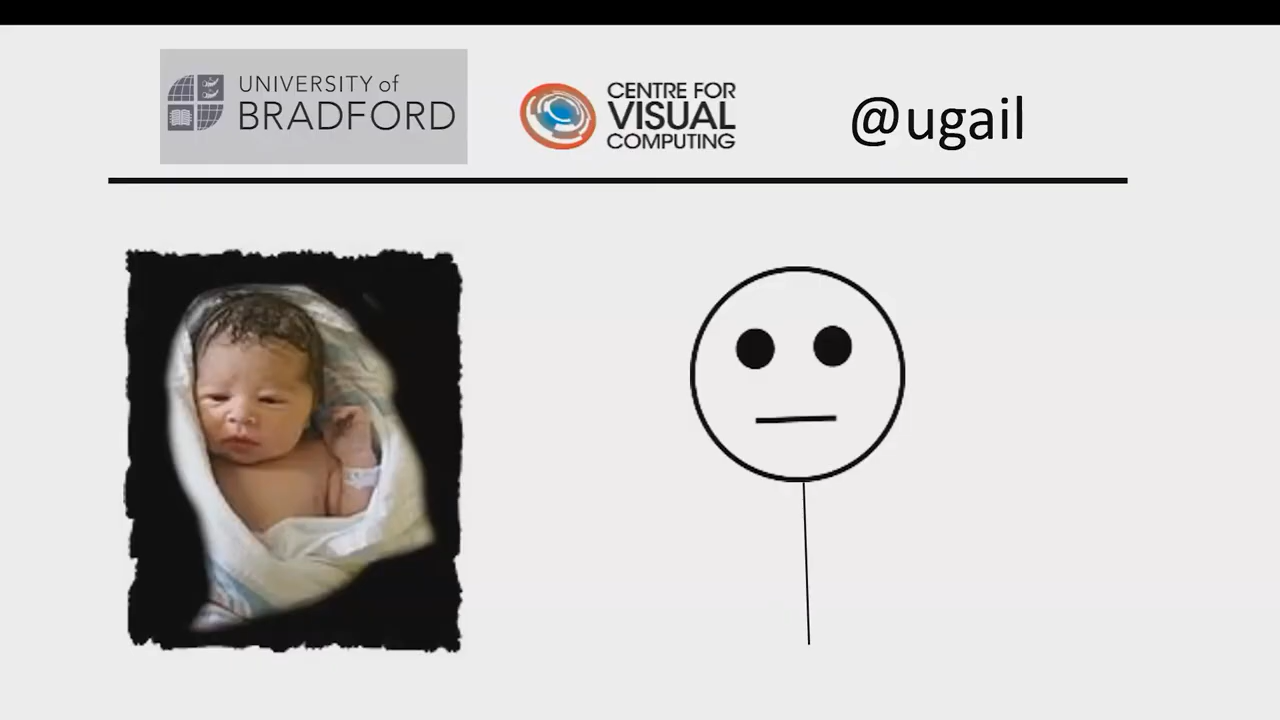 UNIVERSITY of
BRADFORD
CENTRE FOR
VISUAL
COMPUTING
@ugail